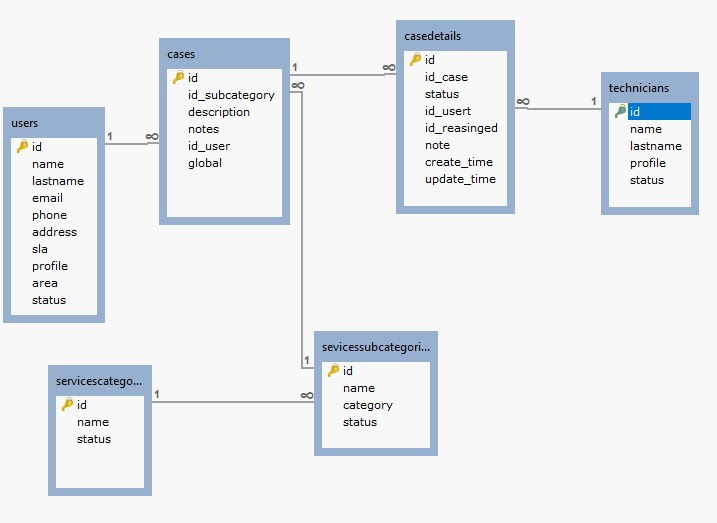 users
id
name
lastname
email
phone
address
sla
profile
area
status
1
∞
cases
id
id_subcategory
description
notes
id_user
global
1
∞
∞
1
casedetails
id
id_case
status
id_usert
id_reasinged
note
create_time
update_time
∞
1
technicians
id
name
lastname
profile
status
servicescatego...
id
name
status
1
∞
sevicessubcategori...
id
name
category
status